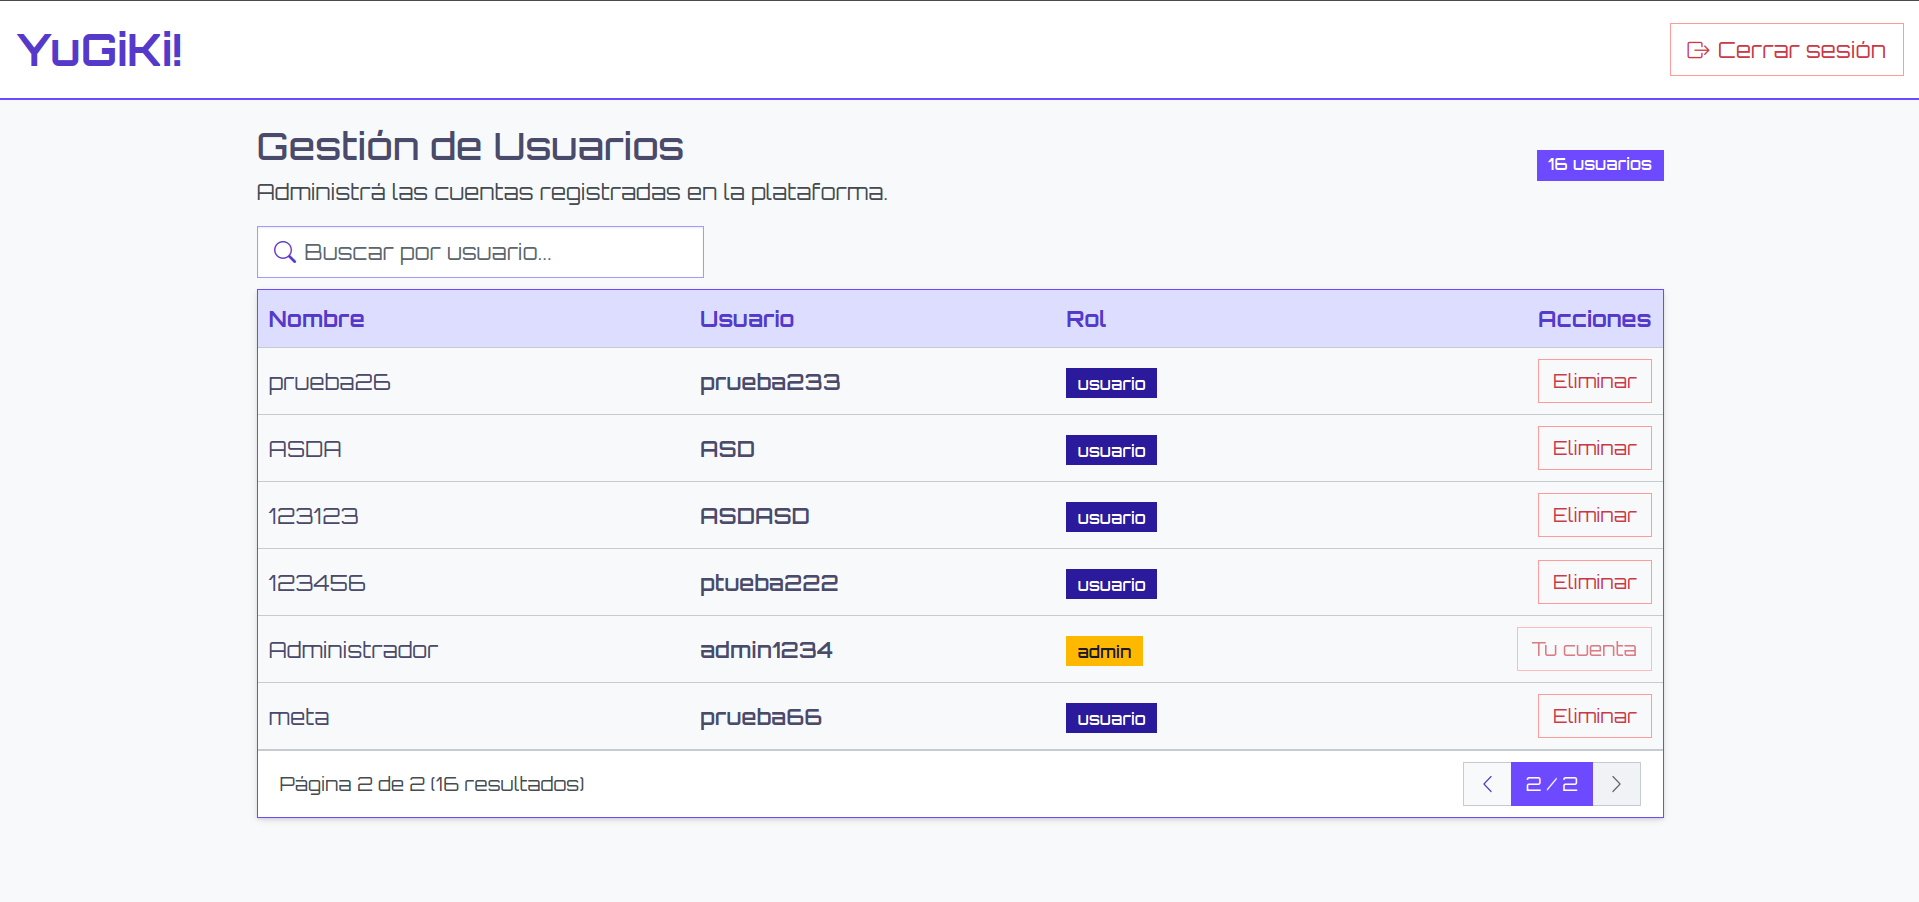 YuGiKi!
Cerrar sesión
Gestión de Usuarios
16 usuarios
Administrá las cuentas registradas en la plataforma.
Buscar por usuario...
Nombre Usuario Rol Acciones
prueba26 prueba233 usuario Eliminar
ASDA ASD usuario Eliminar
123123 ASDASD usuario Eliminar
123456 ptueba222 usuario Eliminar
Administrador admin1234 admin Tu cuenta
meta prueba66 usuario Eliminar
Página 2 de 2 (16 resultados) 2 / 2